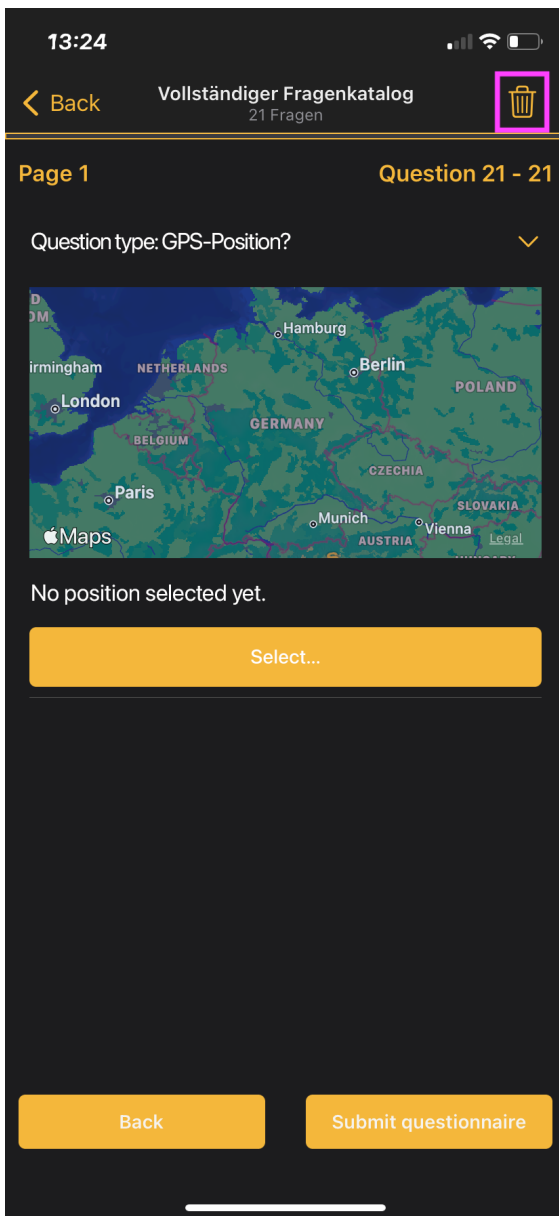 13:24
Back
Vollständiger Fragenkatalog
21 Fragen
Page 1
Question 21 - 21
Question type: GPS-Position?
Hamburg
irmingham
NETHERLANDS
Berlin
POLAND
London
GERMANY
BELGIUM
CZECHIA
Paris
SLOVAKIA
Munich
Vienna
Maps
AUSTRIA
Legal
No position selected yet.
Select...
Back
Submit questionnaire